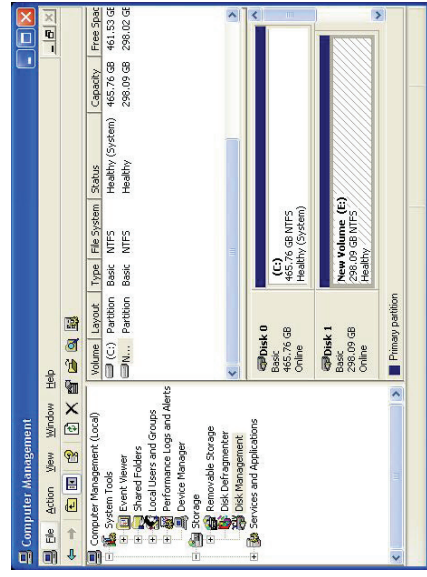 Computer Management
File Action View Window Help
Computer Management (Local)
System Tools
Event Viewer
Shared Folders
Local Users and Groups
Performance Logs and Alerts
Device Manager
Storage
Removable Storage
Disk Defragmenter
Disk Management
Services and Applications
Volume Layout Type File System Status Capacity Free Spac
(C:) Partition Basic NTFS Healthy (System) 465.76 GB 461.53 GB
N... Partition Basic NTFS Healthy 298.09 GB 298.02 GB
Disk 0
Basic
465.76 GB
Online
(C:)
465.76 GB NTFS
Healthy (System)
Disk 1
Basic
298.09 GB
Online
New Volume (E:)
298.09 GB NTFS
Healthy
Primary partition